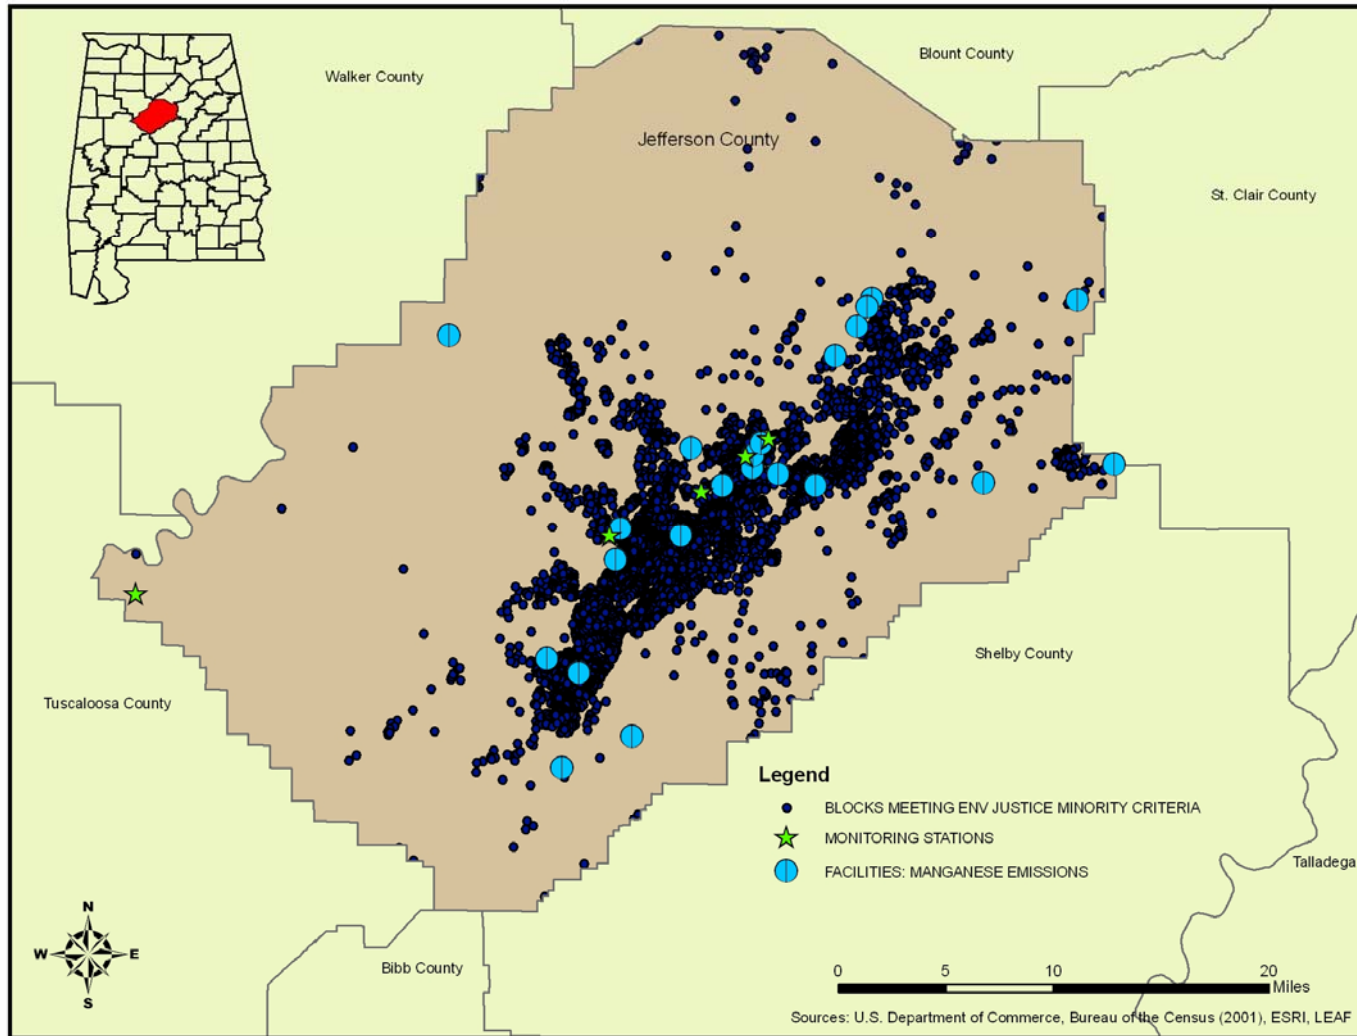 Walker County
Blount County
Jefferson County
St. Clair County
Tuscaloosa County
Shelby County
Legend
BLOCKS MEETING ENV JUSTICE MINORITY CRITERIA
MONITORING STATIONS
FACILITIES: MANGANESE EMISSIONS
Talladega
N
W E
S
Bibb County
0 5 10 20
Miles
Sources: U.S. Department of Commerce, Bureau of the Census (2001), ESRI, LEAF